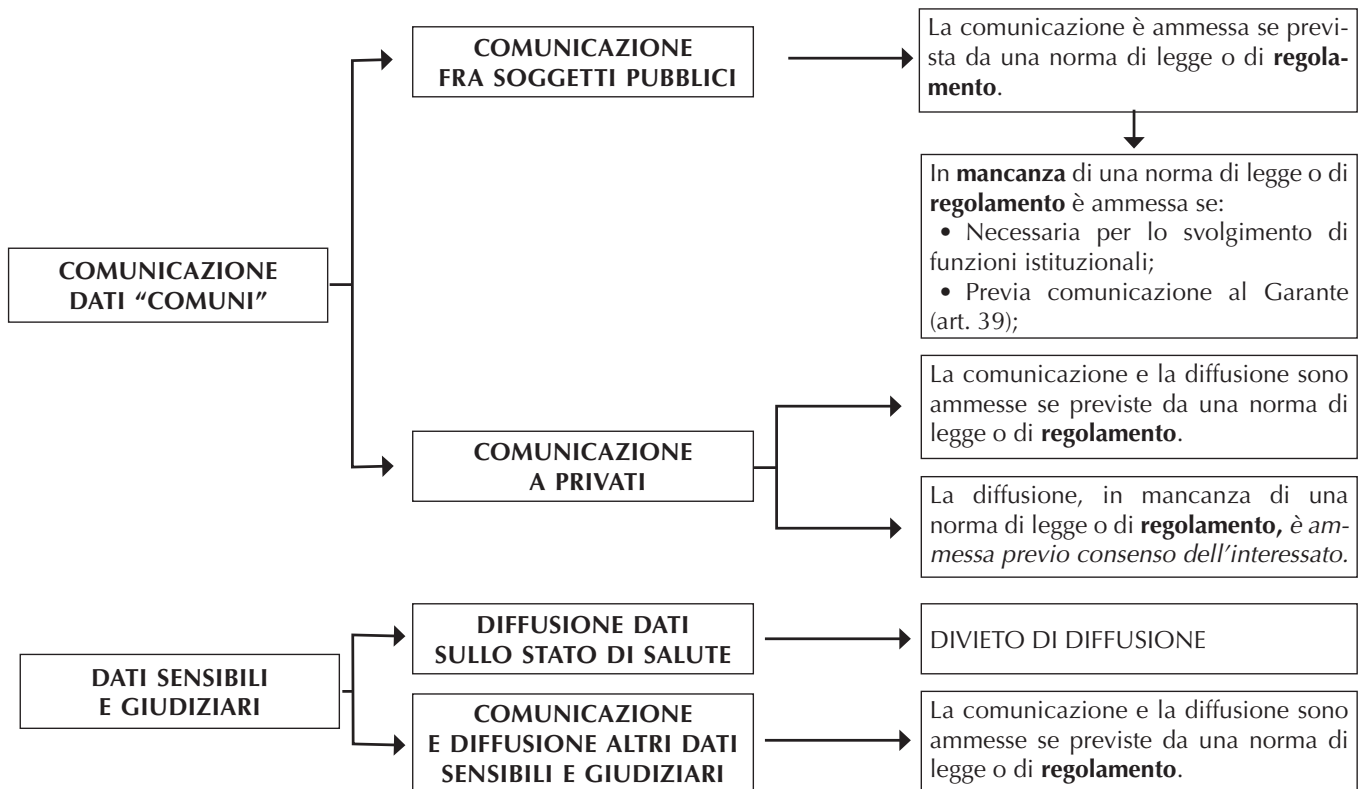 COMUNICAZIONE
FRA SOGGETTI PUBBLICI
La comunicazione è ammessa se previ-
sta da una norma di legge o di regola-
mento.
In mancanza di una norma di legge o di
regolamento è ammessa se:
• Necessaria per lo svolgimento di
funzioni istituzionali;
• Previa comunicazione al Garante
(art. 39);
COMUNICAZIONE
DATI “COMUNI”
COMUNICAZIONE
A PRIVATI
La comunicazione e la diffusione sono
ammesse se previste da una norma di
legge o di regolamento.
La diffusione, in mancanza di una
norma di legge o di regolamento, è am-
messa previo consenso dell’interessato.
DATI SENSIBILI
E GIUDIZIARI
DIFFUSIONE DATI
SULLO STATO DI SALUTE
DIVIETO DI DIFFUSIONE
COMUNICAZIONE
E DIFFUSIONE ALTRI DATI
SENSIBILI E GIUDIZIARI
La comunicazione e la diffusione sono
ammesse se previste da una norma di
legge o di regolamento.